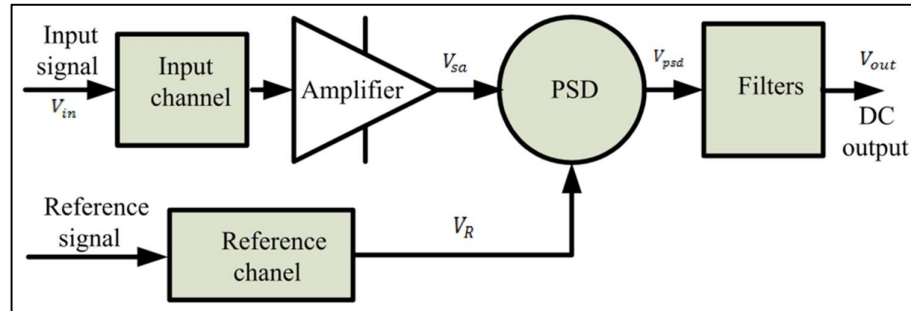 Input
signal
V_in
Input
channel
Amplifier
V_sa
PSD
V_psd
Filters
V_out
DC
output
Reference
signal
Reference
chanel
V_R